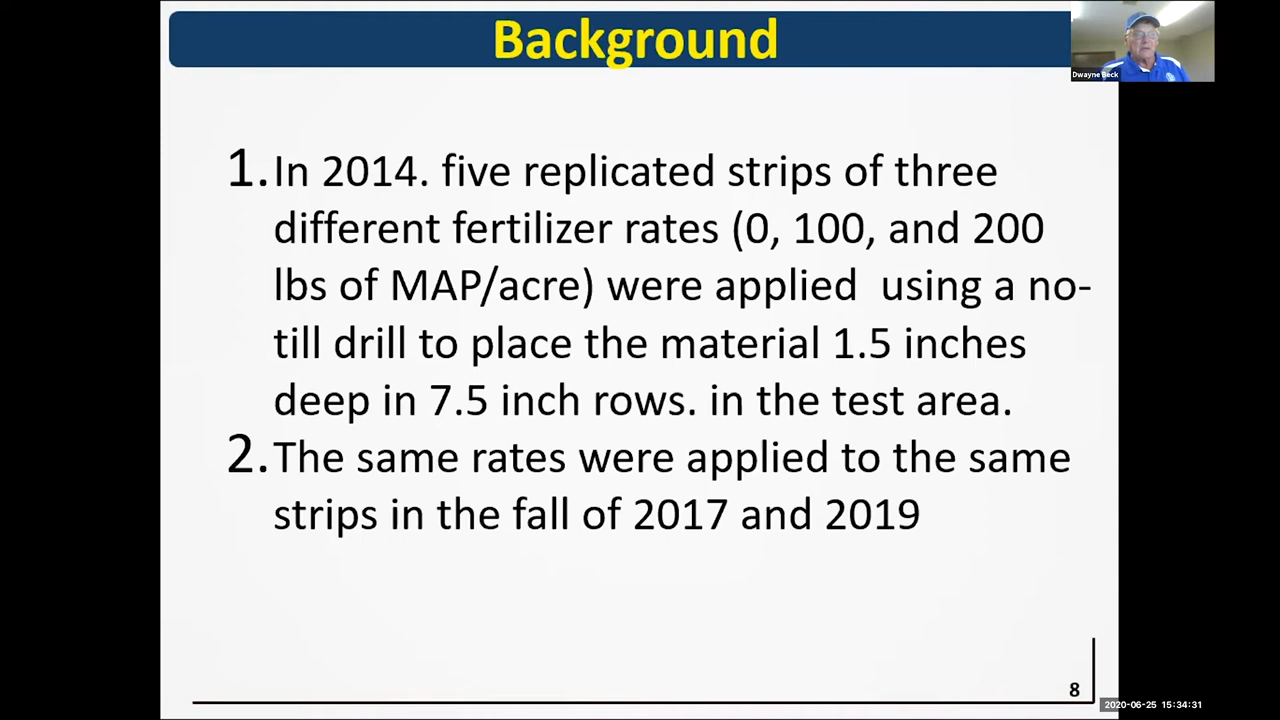 Background
Dwayne Beck
1. In 2014. five replicated strips of three
different fertilizer rates (0, 100, and 200
lbs of MAP/acre) were applied  using a no-
till drill to place the material 1.5 inches
deep in 7.5 inch rows. in the test area.
2. The same rates were applied to the same
strips in the fall of 2017 and 2019
8
2020-06-25 15:34:31